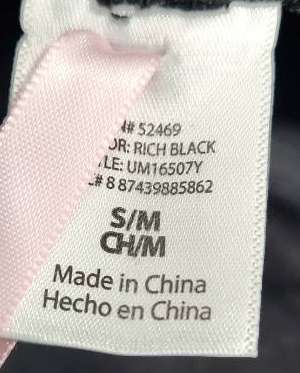 # 52469
OR: RICH BLACK
LE: UM16507Y
# 8 87439885862
S/M
CH/M
Made in China
Hecho en China